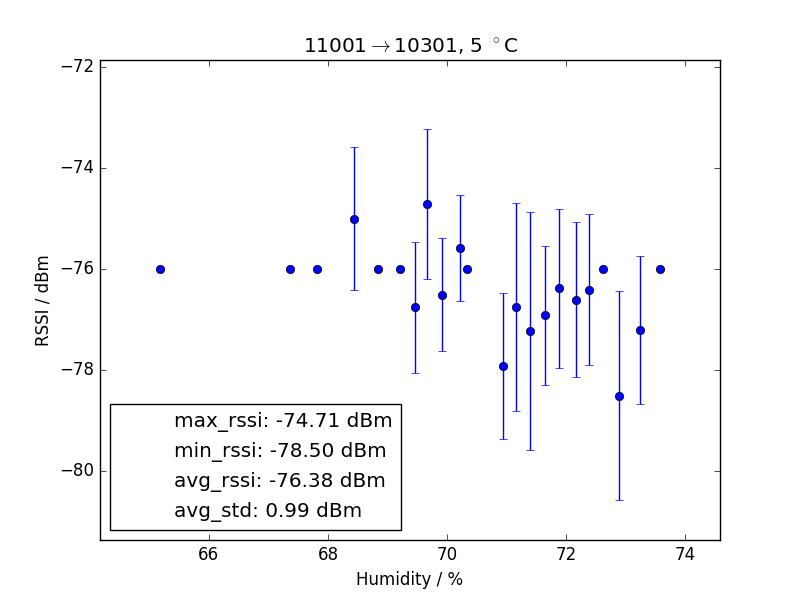 11001→10301, 5 °C
−72
−74
−76
−78
−80
RSSI / dBm
max_rssi: -74.71 dBm
min_rssi: -78.50 dBm
avg_rssi: -76.38 dBm
avg_std: 0.99 dBm
66 68 70 72 74
Humidity / %